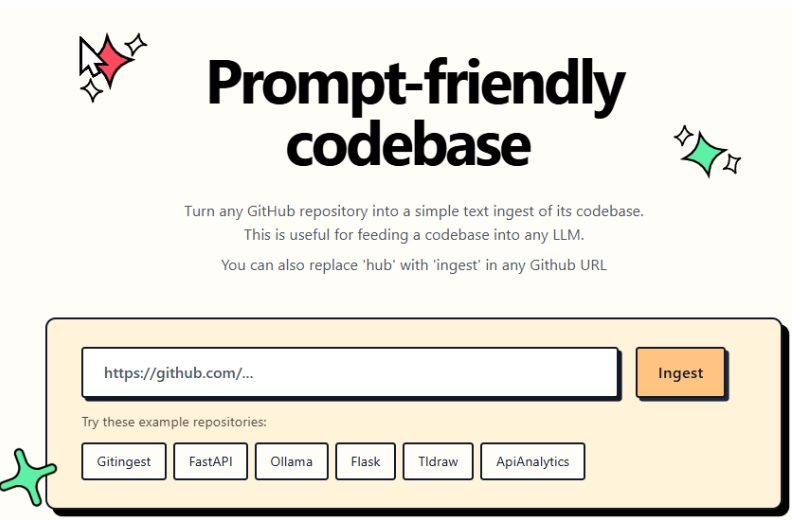 Prompt-friendly
codebase
Turn any GitHub repository into a simple text ingest of its codebase.
This is useful for feeding a codebase into any LLM.
You can also replace 'hub' with 'ingest' in any Github URL
https://github.com/...
Ingest
Try these example repositories:
Gitingest FastAPI Ollama Flask Tldraw ApiAnalytics